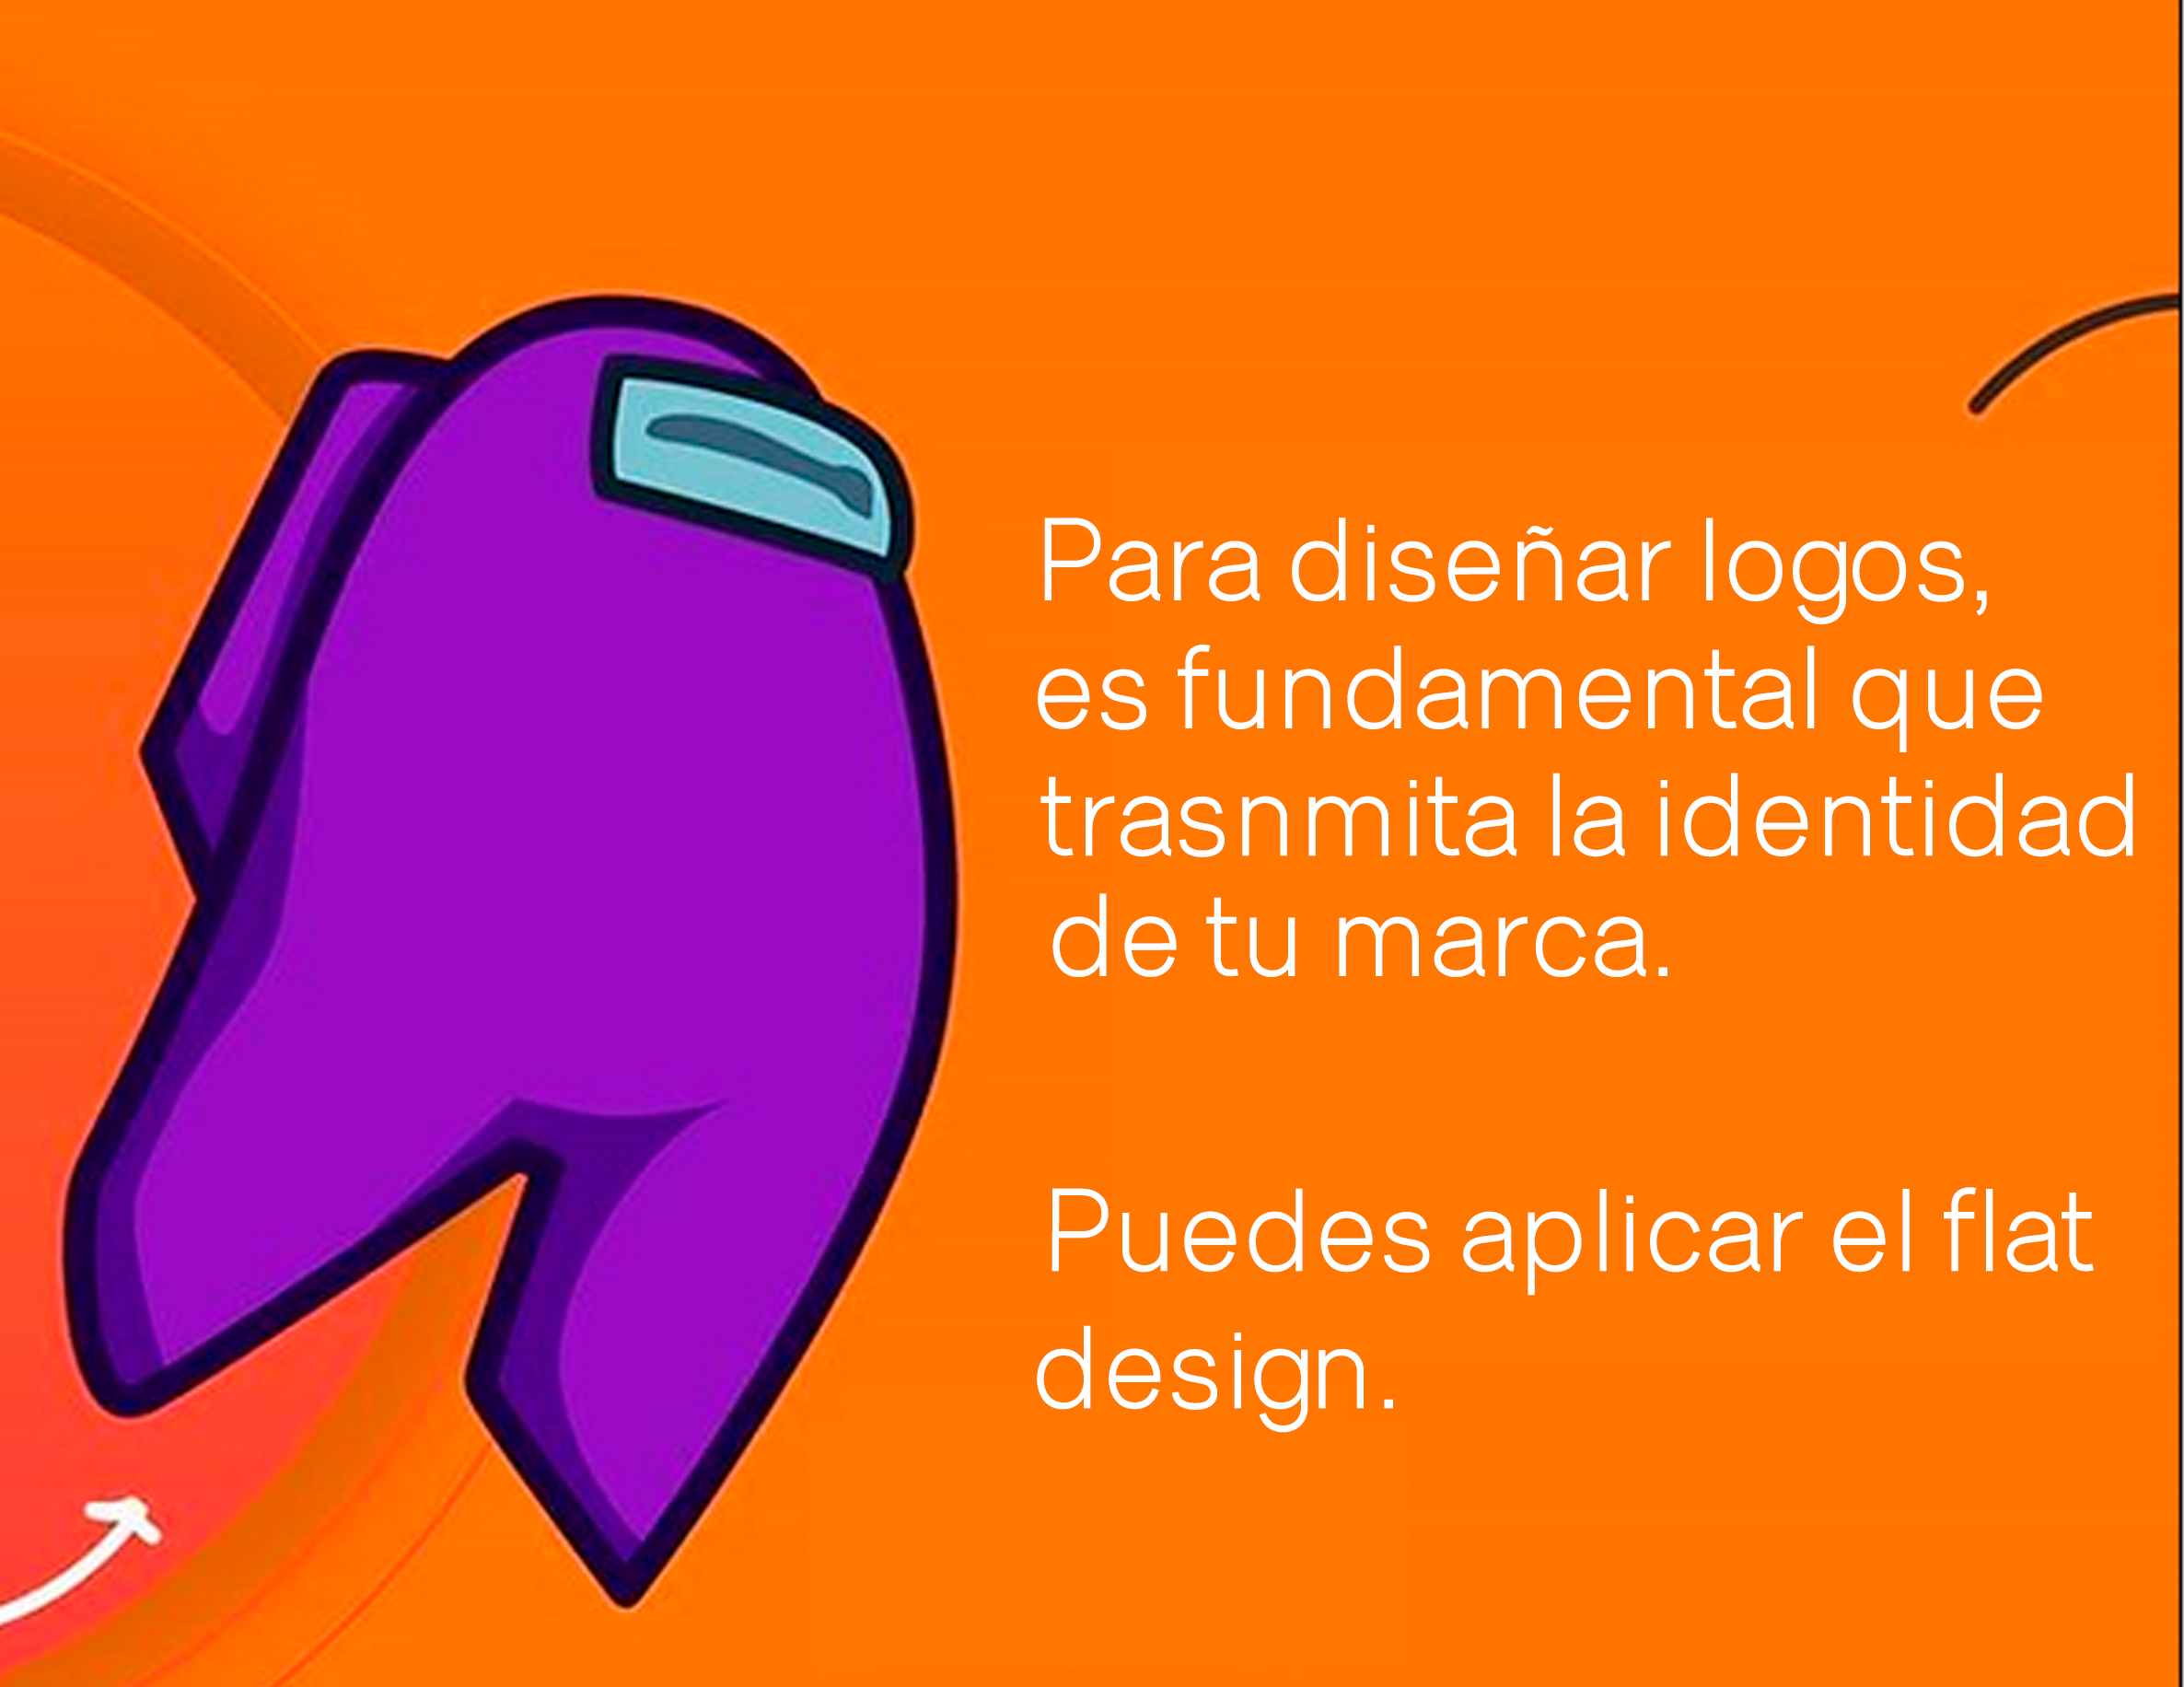 Para diseñar logos,
es fundamental que
trasnmita la identidad
de tu marca.
Puedes aplicar el flat
design.